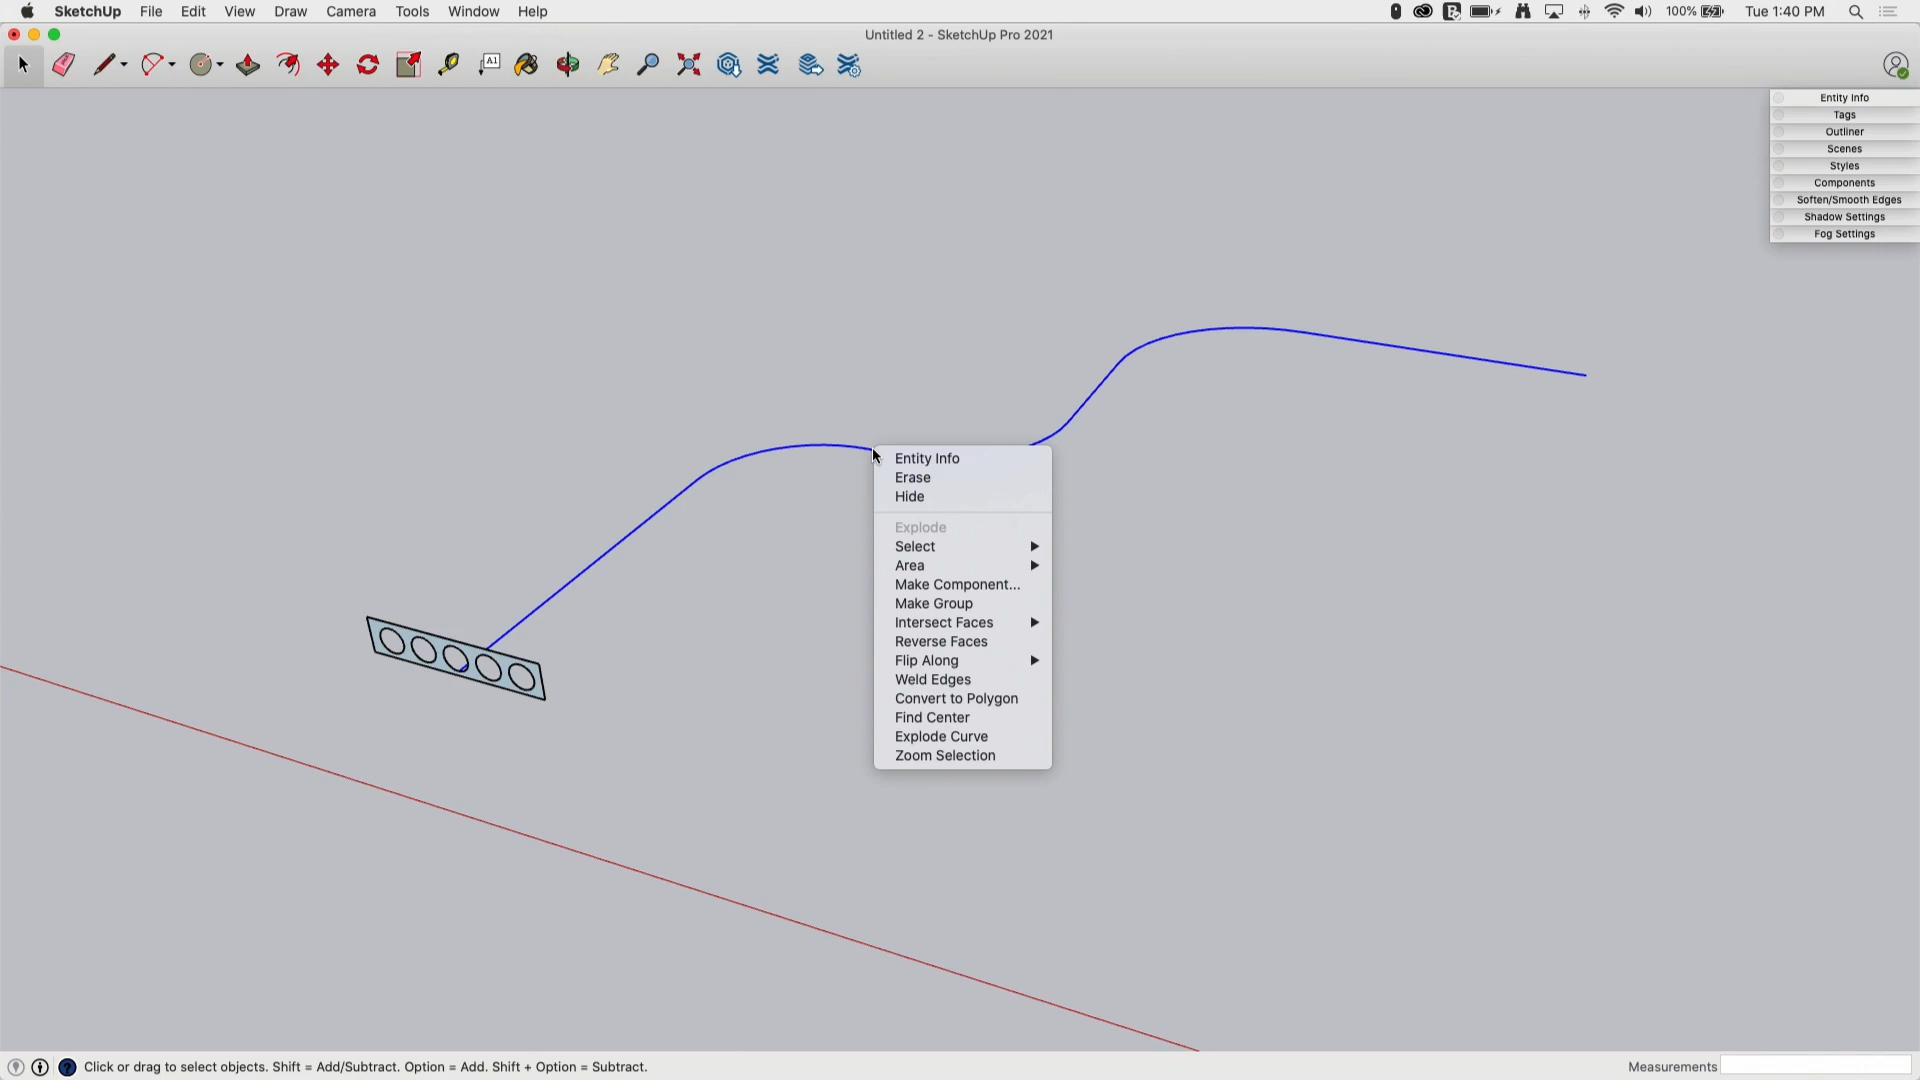 SketchUp File Edit View Draw Camera Tools Window Help 100% Tue 1:40 PM
Untitled 2 - SketchUp Pro 2021
A1
Entity Info
Tags
Outliner
Scenes
Styles
Components
Soften/Smooth Edges
Shadow Settings
Fog Settings
Entity Info
Erase
Hide
Explode
Select
Area
Make Component...
Make Group
Intersect Faces
Reverse Faces
Flip Along
Weld Edges
Convert to Polygon
Find Center
Explode Curve
Zoom Selection
Click or drag to select objects. Shift = Add/Subtract. Option = Add. Shift + Option = Subtract. Measurements